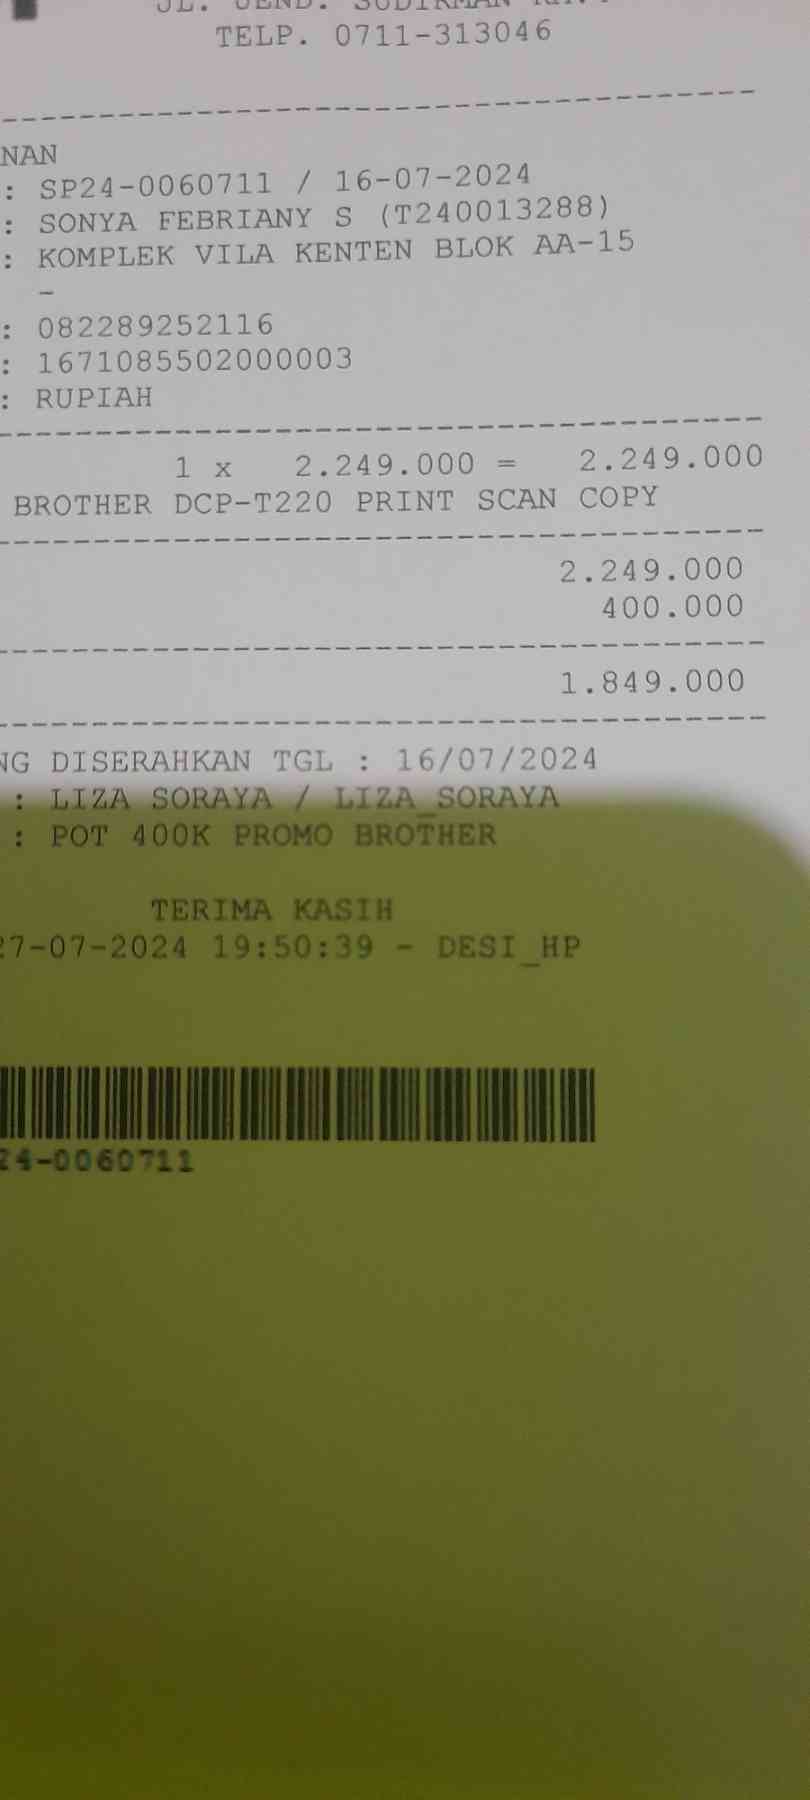 TELP. 0711-313046
NAN
: SP24-0060711 / 16-07-2024
: SONYA FEBRIANY S (T240013288)
: KOMPLEK VILA KENTEN BLOK AA-15
-
: 082289252116
: 1671085502000003
: RUPIAH
1 x 2.249.000 = 2.249.000
BROTHER DCP-T220 PRINT SCAN COPY
2.249.000
400.000
1.849.000
NG DISERAHKAN TGL : 16/07/2024
: LIZA SORAYA / LIZA_SORAYA
: POT 400K PROMO BROTHER
TERIMA KASIH
27-07-2024 19:50:39 - DESI_HP
24-0060711